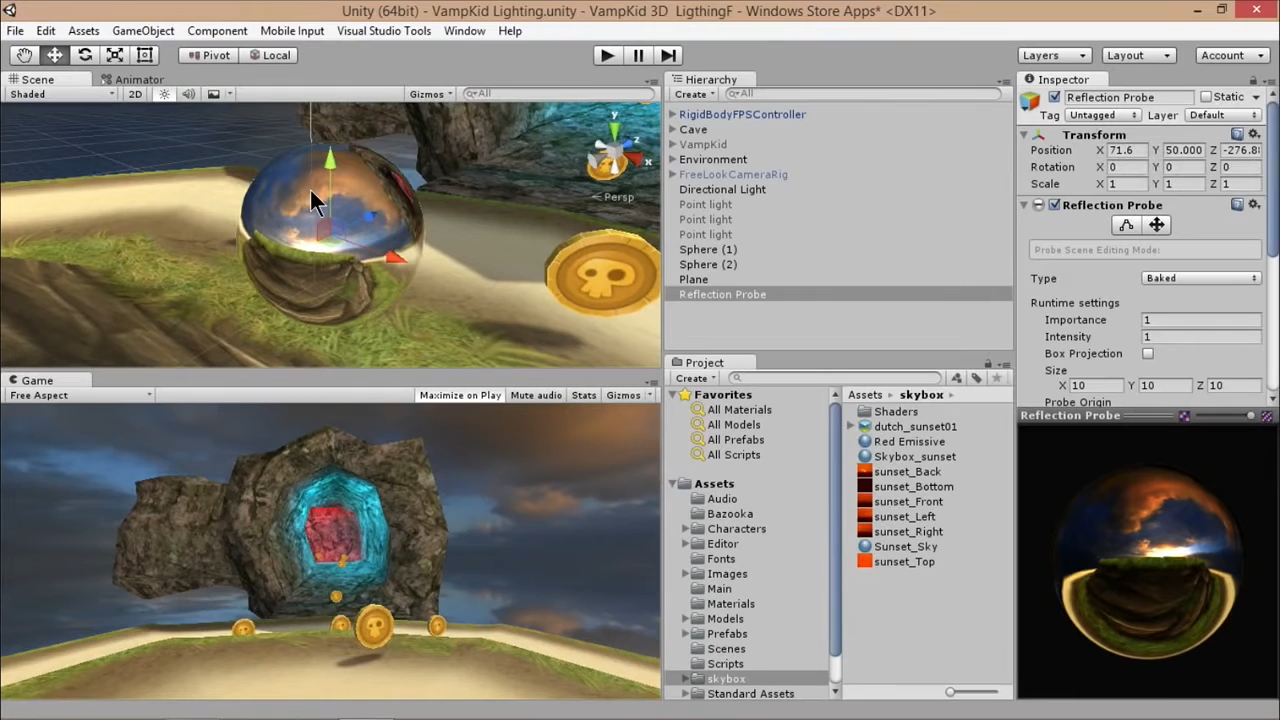 Unity (64bit) - VampKid Lighting.unity - VampKid 3D LigthingF - Windows Store Apps* <DX11>
File Edit Assets GameObject Component Mobile Input Visual Studio Tools Window Help
Pivot Local Layers Layout Account
Scene Animator
Shaded 2D Gizmos All
y
z
x
Persp
Game
Free Aspect Maximize on Play Mute audio Stats Gizmos
Hierarchy
Create All
RigidBodyFPSController
Cave
VampKid
Environment
FreeLookCameraRig
Directional Light
Point light
Point light
Point light
Sphere (1)
Sphere (2)
Plane
Reflection Probe
Project
Create
Favorites
All Materials
All Models
All Prefabs
All Scripts
Assets
Audio
Bazooka
Characters
Editor
Fonts
Images
Main
Materials
Models
Prefabs
Scenes
Scripts
skybox
Standard Assets
Assets skybox
Shaders
dutch_sunset01
Red Emissive
Skybox_sunset
sunset_Back
sunset_Bottom
sunset_Front
sunset_Left
sunset_Right
Sunset_Sky
sunset_Top
Inspector
Reflection Probe Static
Tag Untagged Layer Default
Transform
Position X 71.6 Y 50.000 Z -276.8
Rotation X 0 Y 0 Z 0
Scale X 1 Y 1 Z 1
Reflection Probe
Probe Scene Editing Mode:
Type Baked
Runtime settings
Importance 1
Intensity 1
Box Projection
Size
X 10 Y 10 Z 10
Probe Origin
Reflection Probe